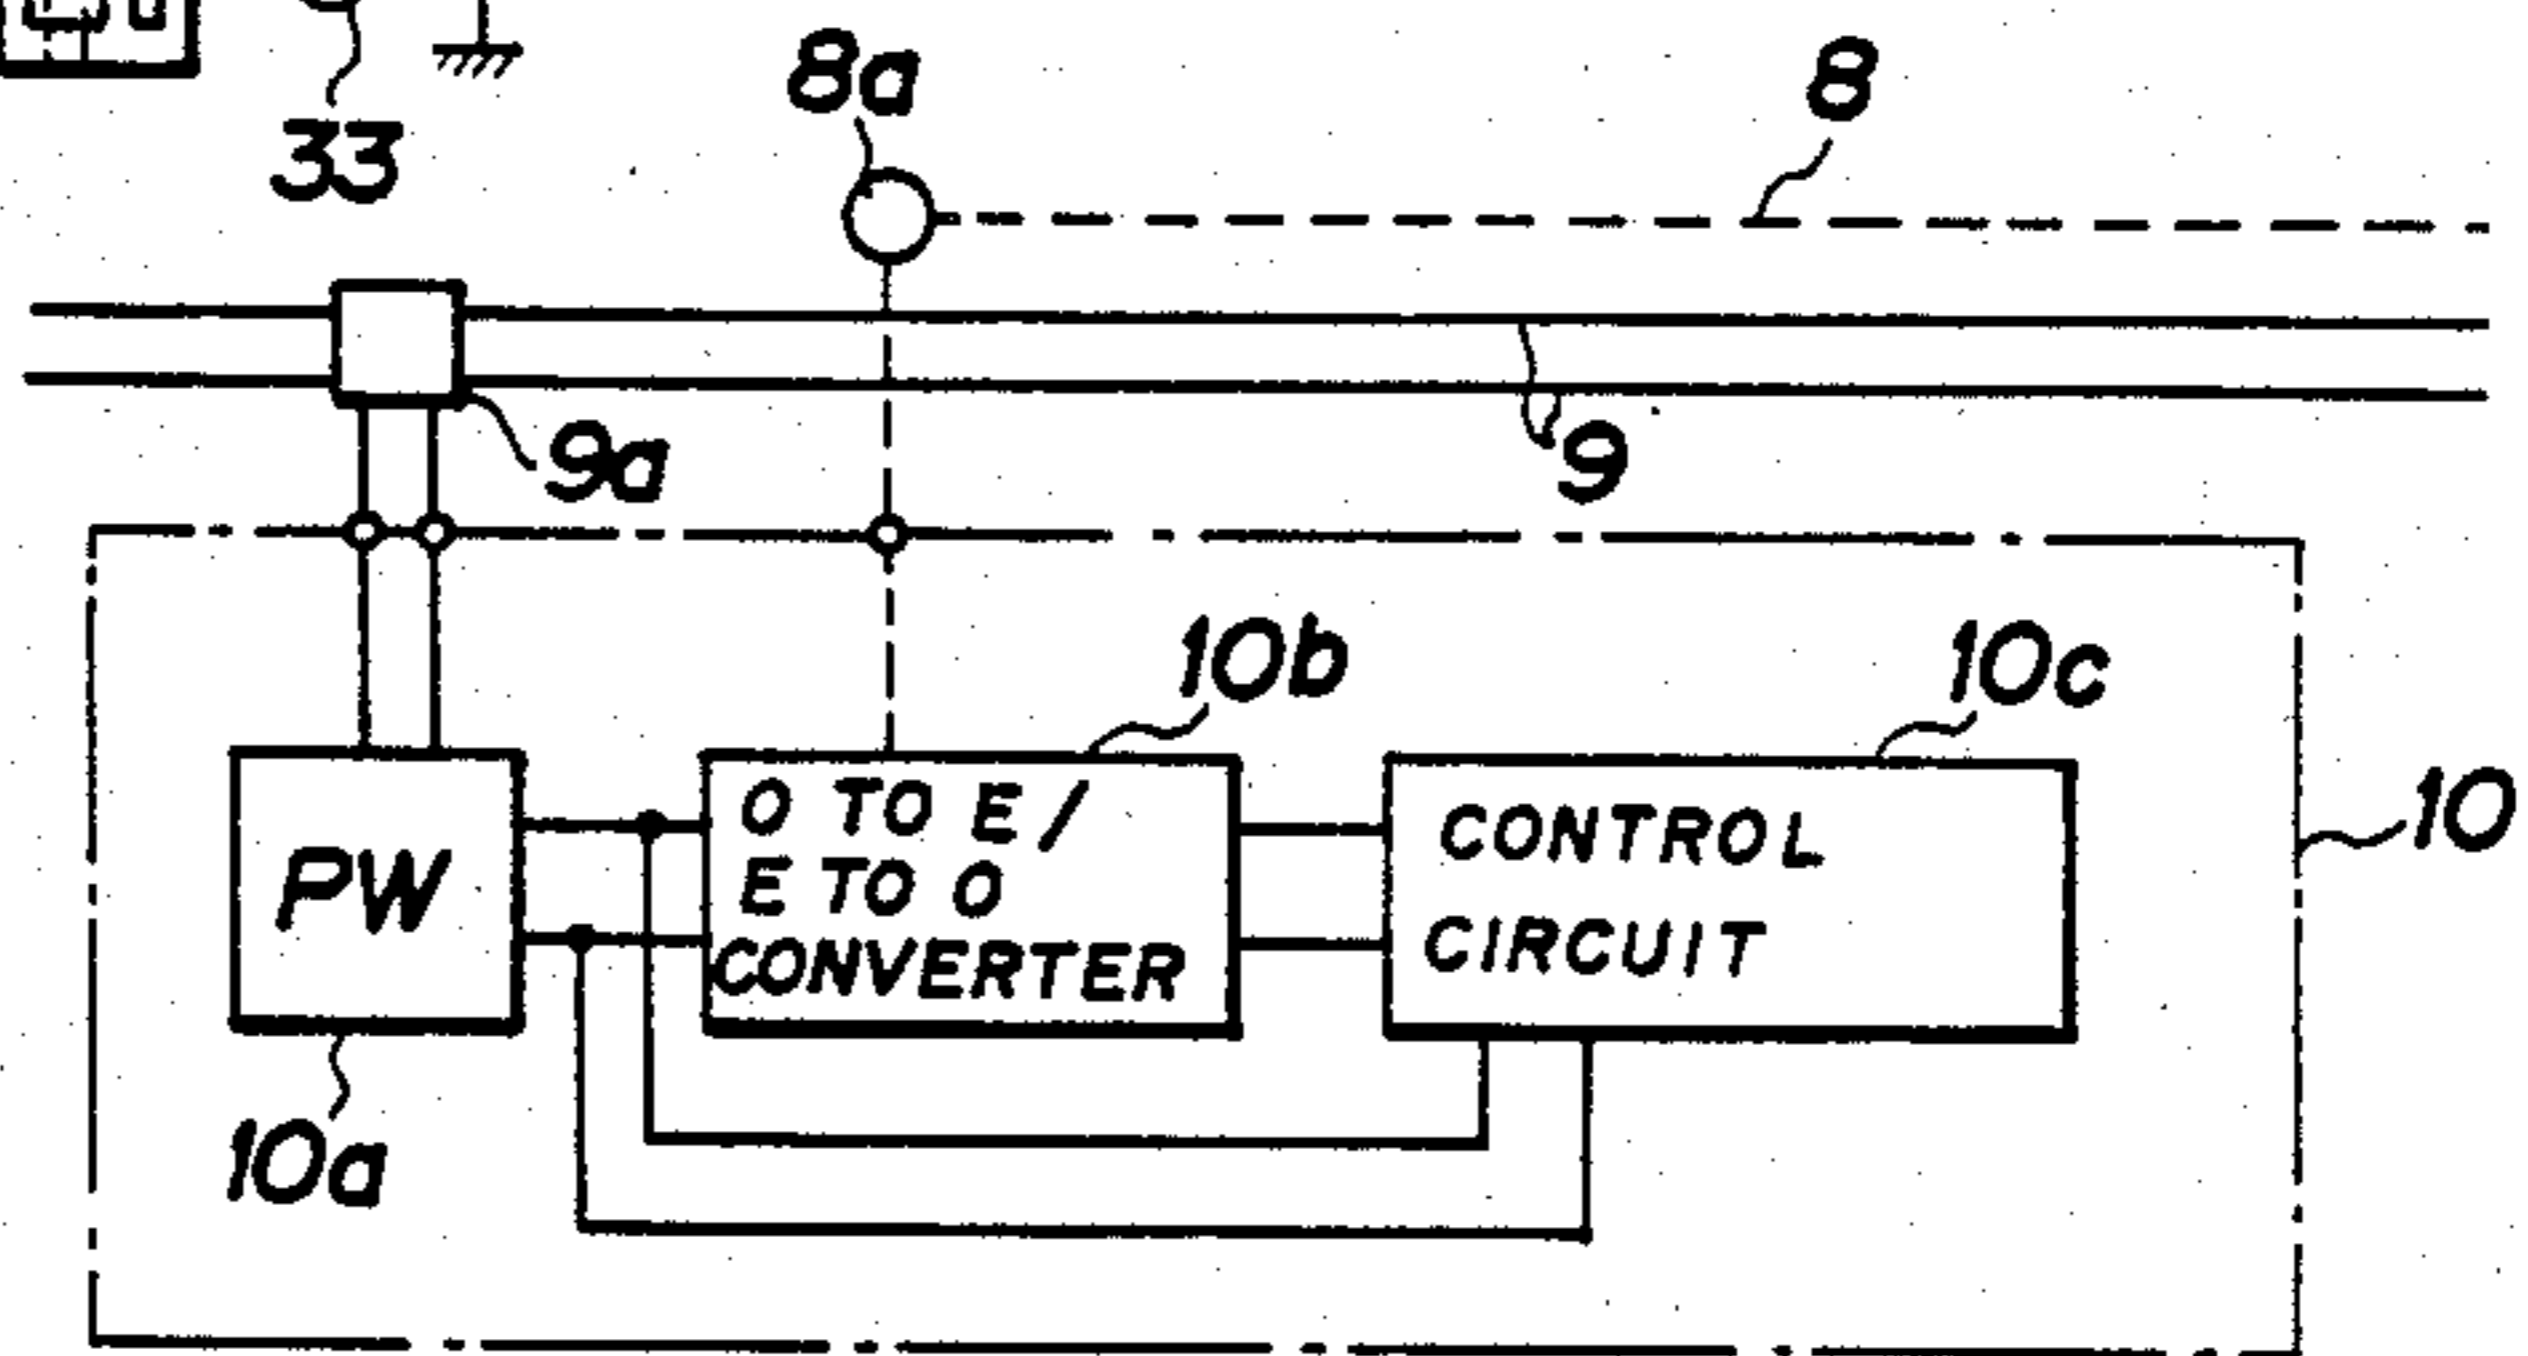 33
8a
8
9a
9
10b
10c
10
PW
O TO E /
E TO O
CONVERTER
CONTROL
CIRCUIT
10a